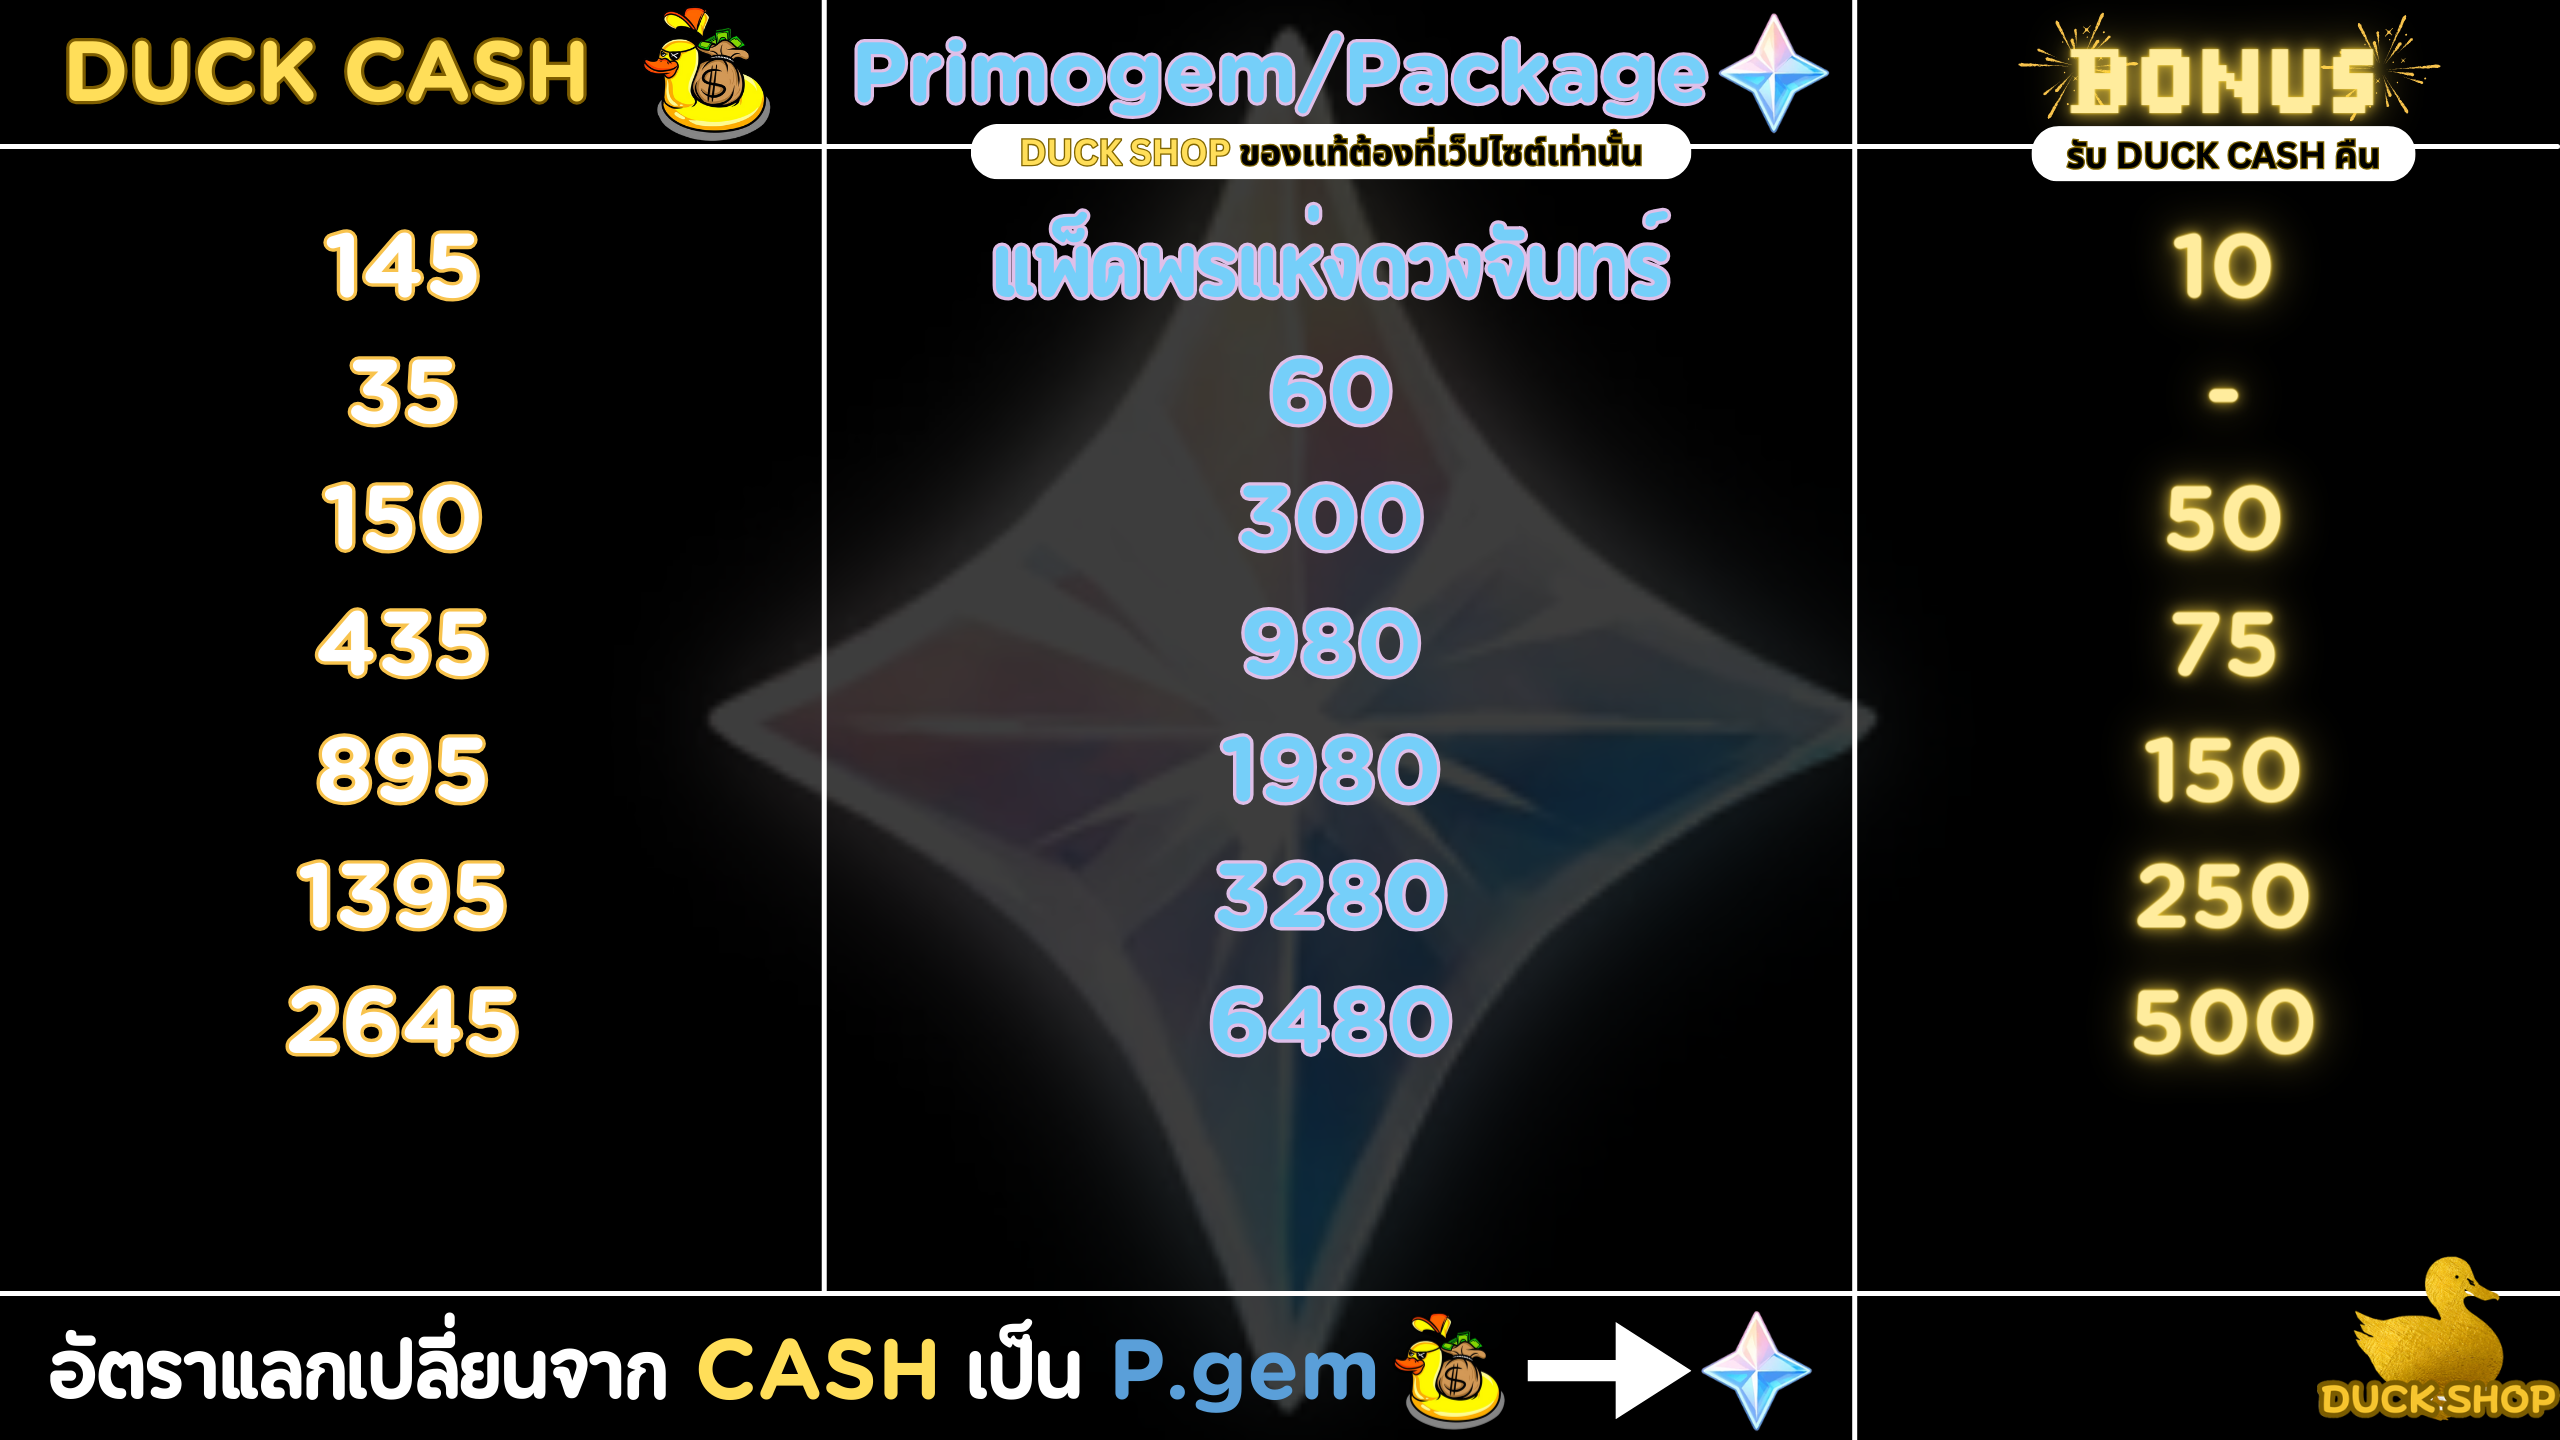 DUCK CASH
Primogem/Package
BONUS
DUCK SHOP ของแท้ต้องที่เว็ปไซต์เท่านั้น
รับ DUCK CASH คืน
145 แพ็คพรแห่งดวงจันทร์ 10
35 60 -
150 300 50
435 980 75
895 1980 150
1395 3280 250
2645 6480 500
อัตราแลกเปลี่ยนจาก CASH เป็น P.gem
DUCK SHOP